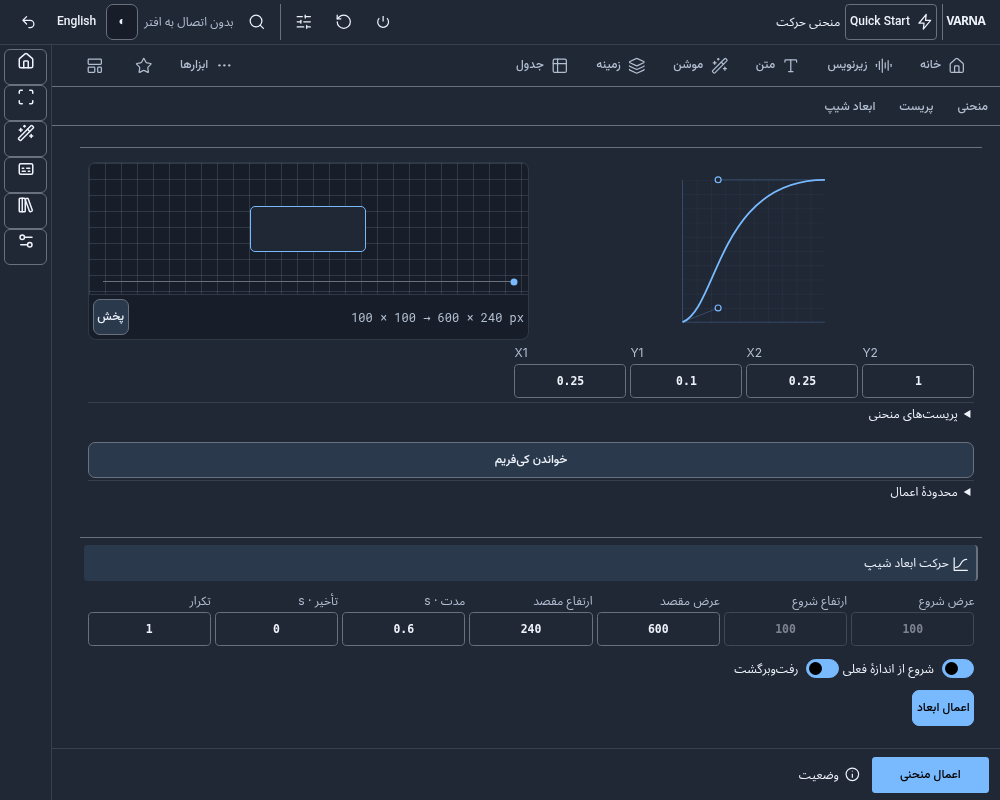 VARNA
Quick Start
منحنی حرکت
بدون اتصال به افتر
English
خانه
زیرنویس
متن
موشن
زمینه
جدول
ابزارها
منحنی
پریست
ابعاد شیپ
پخش
100 × 100 → 600 × 240 px
X1 Y1 X2 Y2
0.25 0.1 0.25 1
پریست‌های منحنی
خواندن کی‌فریم
محدودهٔ اعمال
حرکت ابعاد شیپ
عرض شروع
ارتفاع شروع
عرض مقصد
ارتفاع مقصد
مدت · s
تأخیر · s
تکرار
100
100
600
240
0.6
0
1
شروع از اندازهٔ فعلی
رفت‌وبرگشت
اعمال ابعاد
اعمال منحنی
وضعیت